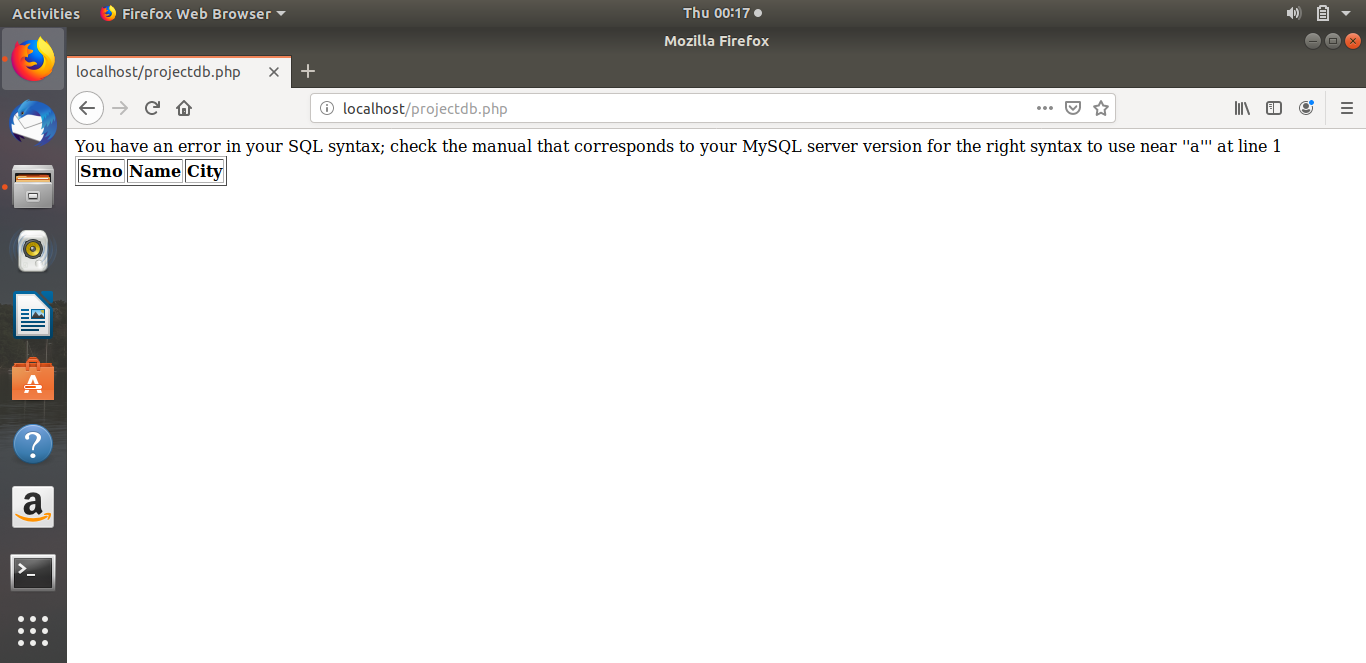 Activities Firefox Web Browser Thu 00:17
Mozilla Firefox
localhost/projectdb.php
localhost/projectdb.php
You have an error in your SQL syntax; check the manual that corresponds to your MySQL server version for the right syntax to use near ''a''' at line 1
Srno Name City